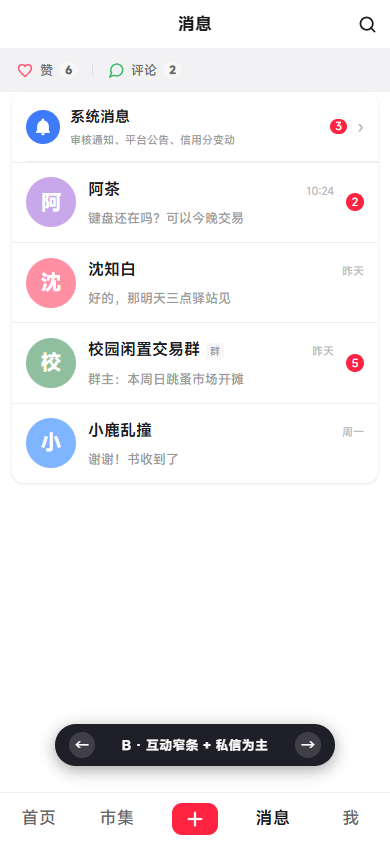 消息
赞 6 评论 2
系统消息
审核通知、平台公告、信用分变动
3
阿
阿茶
10:24
键盘还在吗？可以今晚交易
2
沈
沈知白
昨天
好的，那明天三点驿站见
校
校园闲置交易群 群
昨天
群主：本周日跳蚤市场开摊
5
小
小鹿乱撞
周一
谢谢！书收到了
B · 互动窄条 + 私信为主
首页 市集 消息 我